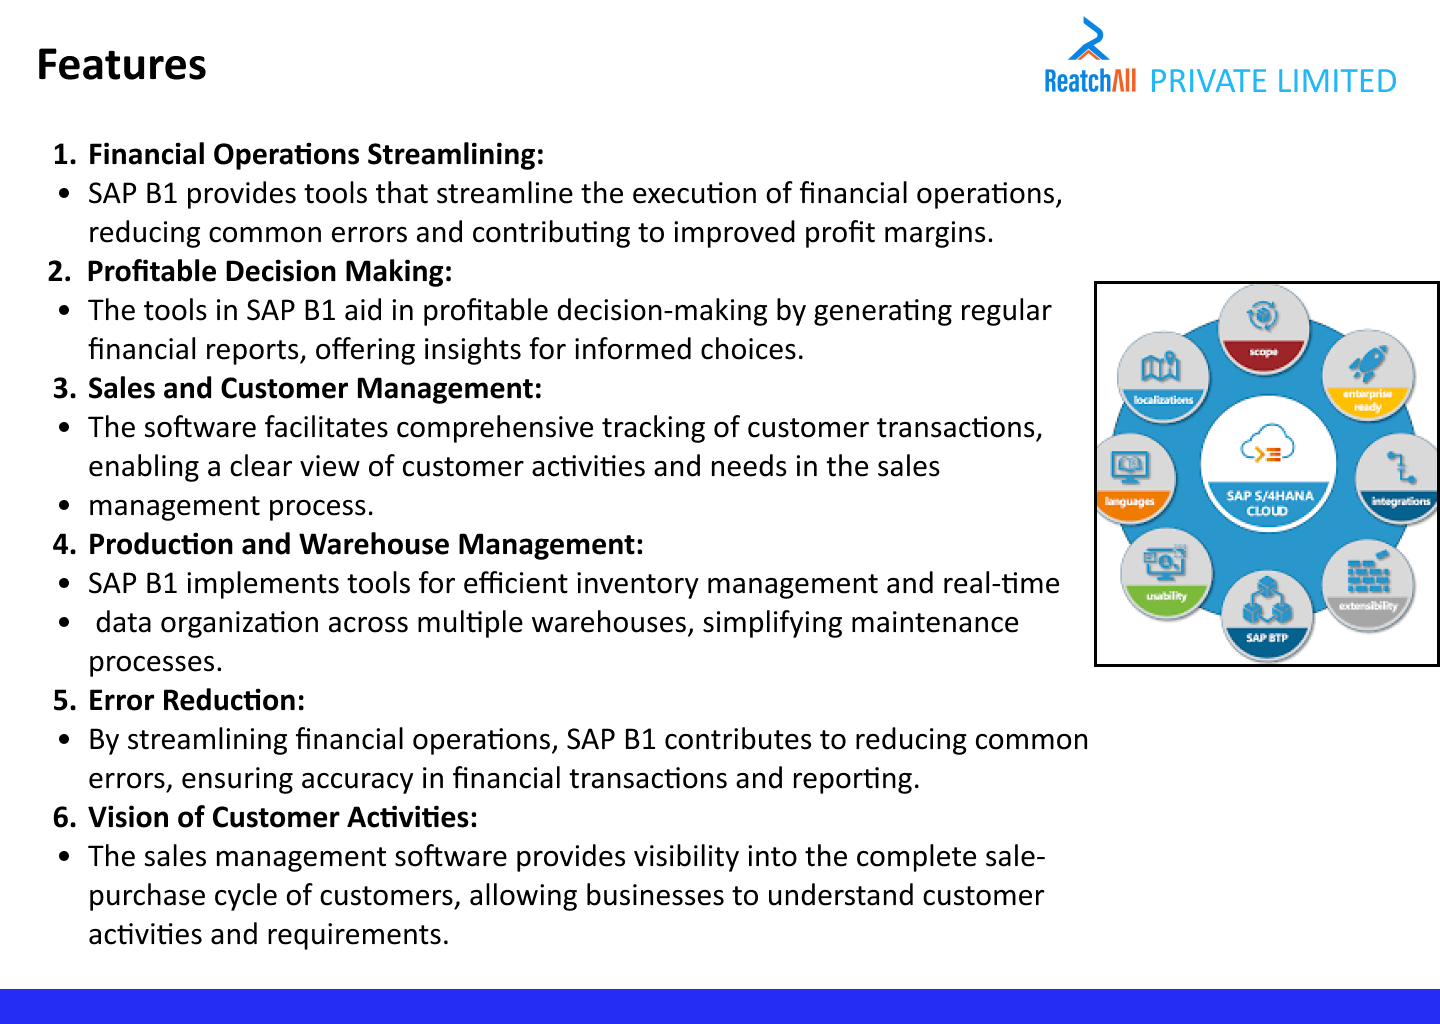 Features
ReatchAll PRIVATE LIMITED
1. Financial Operations Streamlining:
• SAP B1 provides tools that streamline the execution of financial operations,
reducing common errors and contributing to improved profit margins.
2. Profitable Decision Making:
• The tools in SAP B1 aid in profitable decision-making by generating regular
financial reports, offering insights for informed choices.
3. Sales and Customer Management:
• The software facilitates comprehensive tracking of customer transactions,
enabling a clear view of customer activities and needs in the sales
• management process.
4. Production and Warehouse Management:
• SAP B1 implements tools for efficient inventory management and real-time
• data organization across multiple warehouses, simplifying maintenance
processes.
5. Error Reduction:
• By streamlining financial operations, SAP B1 contributes to reducing common
errors, ensuring accuracy in financial transactions and reporting.
6. Vision of Customer Activities:
• The sales management software provides visibility into the complete sale-
purchase cycle of customers, allowing businesses to understand customer
activities and requirements.
scope
localizations
enterprise
ready
languages
SAP S/4HANA
CLOUD
integrations
usability
extensibility
SAP BTP